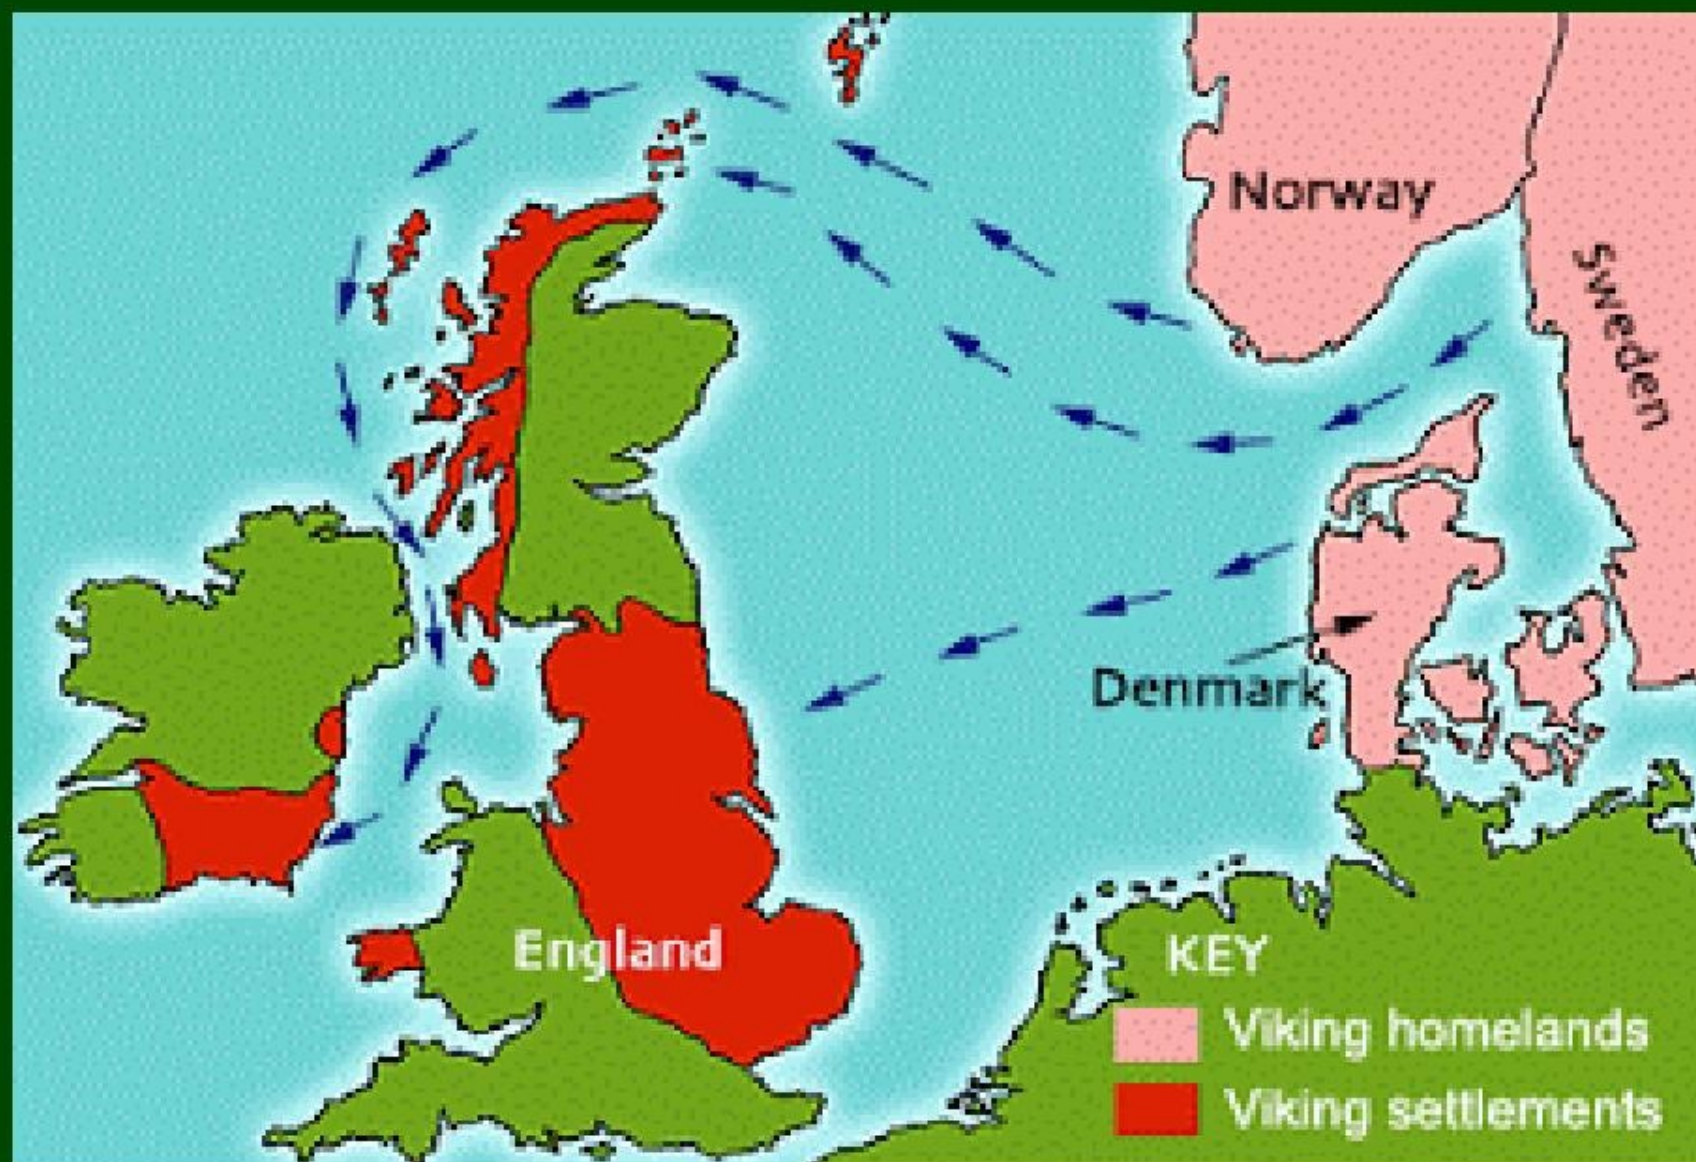 Norway
Sweden
Denmark
England
KEY
Viking homelands
Viking settlements